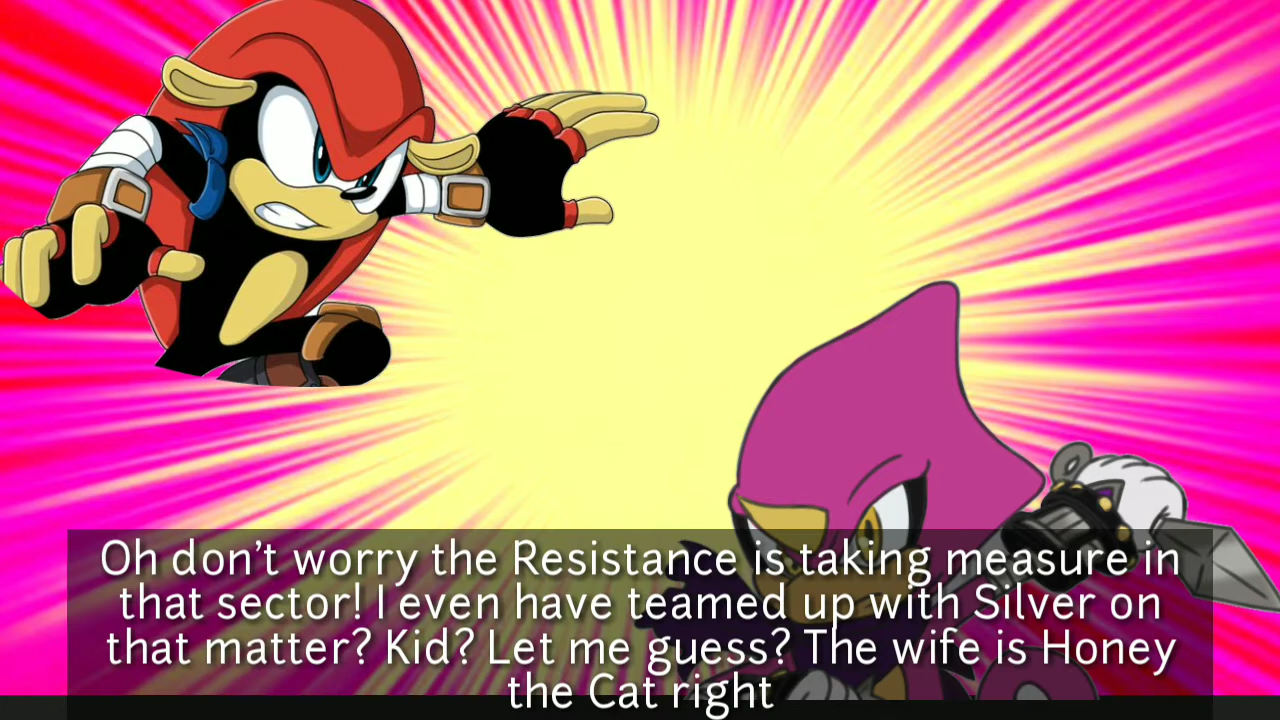 Oh don't worry the Resistance is taking measure in
that sector! I even have teamed up with Silver on
that matter? Kid? Let me guess? The wife is Honey
the Cat right